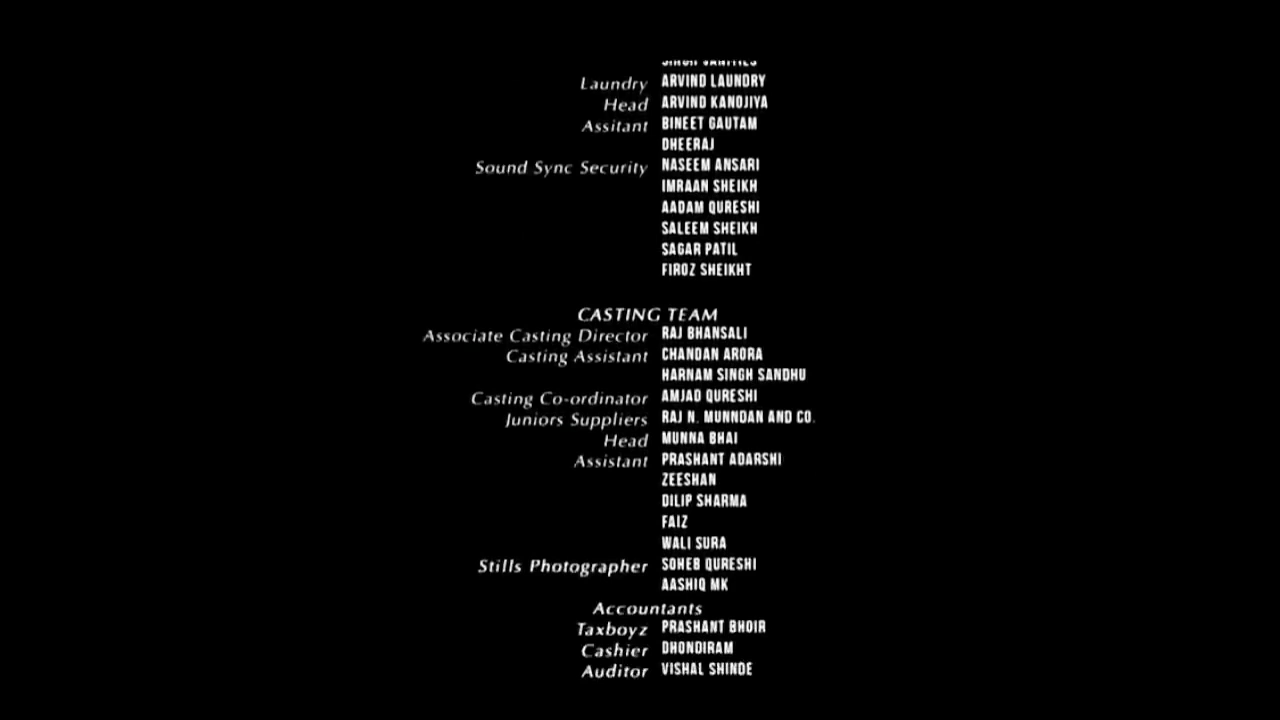 Laundry ARVIND LAUNDRY
Head ARVIND KANOJIYA
Assitant BINEET GAUTAM
DHEERAJ
Sound Sync Security NASEEM ANSARI
IMRAAN SHEIKH
AADAM QURESHI
SALEEM SHEIKH
SAGAR PATIL
FIROZ SHEIKHT
CASTING TEAM
Associate Casting Director RAJ BHANSALI
Casting Assistant CHANDAN ARORA
HARNAM SINGH SANDHU
Casting Co-ordinator AMJAD QURESHI
Juniors Suppliers RAJ N. MUNNDAN AND CO.
Head MUNNA BHAI
Assistant PRASHANT ADARSHI
ZEESHAN
DILIP SHARMA
FAIZ
WALI SURA
Stills Photographer SOHEB QURESHI
AASHIQ MK
Accountants
Taxboyz PRASHANT BHOIR
Cashier DHONDIRAM
Auditor VISHAL SHINDE